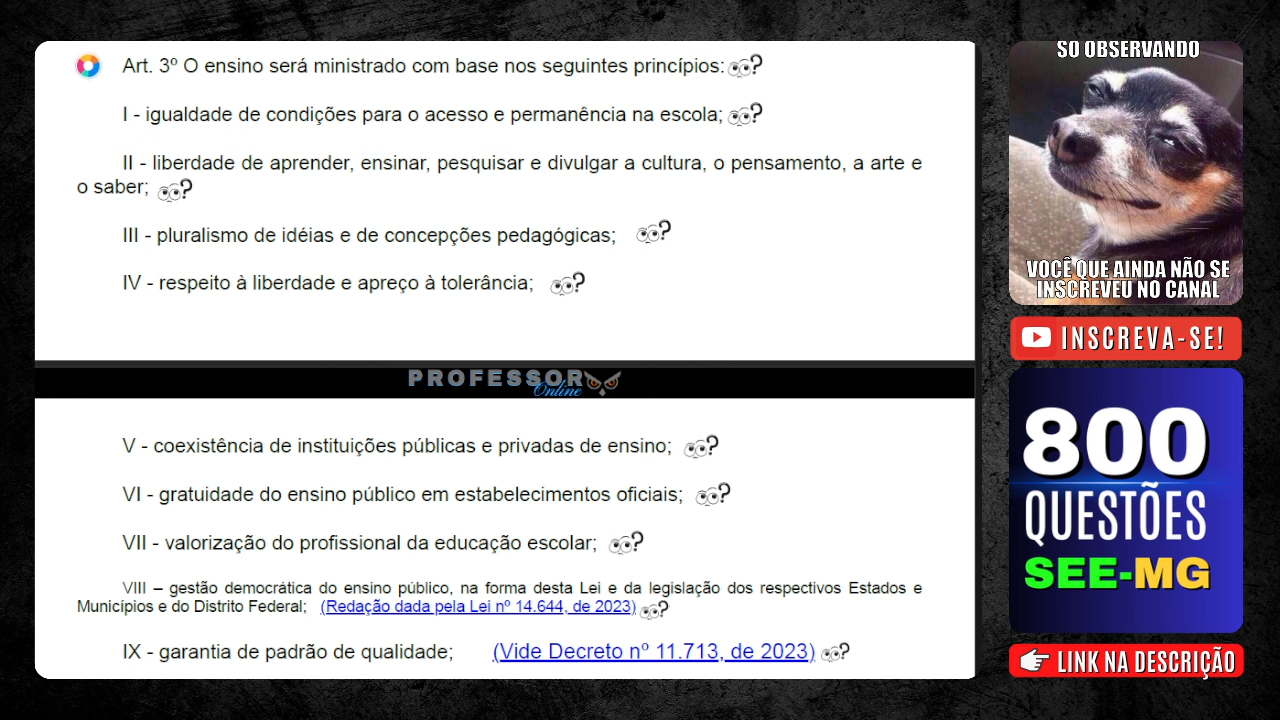 Art. 3º O ensino será ministrado com base nos seguintes princípios:
I - igualdade de condições para o acesso e permanência na escola;
II - liberdade de aprender, ensinar, pesquisar e divulgar a cultura, o pensamento, a arte e
o saber;
III - pluralismo de idéias e de concepções pedagógicas;
IV - respeito à liberdade e apreço à tolerância;
PROFESSOR
Online
V - coexistência de instituições públicas e privadas de ensino;
VI - gratuidade do ensino público em estabelecimentos oficiais;
VII - valorização do profissional da educação escolar;
VIII – gestão democrática do ensino público, na forma desta Lei e da legislação dos respectivos Estados e
Municípios e do Distrito Federal; (Redação dada pela Lei nº 14.644, de 2023)
IX - garantia de padrão de qualidade; (Vide Decreto nº 11.713, de 2023)
SO OBSERVANDO
VOCÊ QUE AINDA NÃO SE
INSCREVEU NO CANAL
INSCREVA-SE!
800
QUESTÕES
SEE-MG
LINK NA DESCRIÇÃO